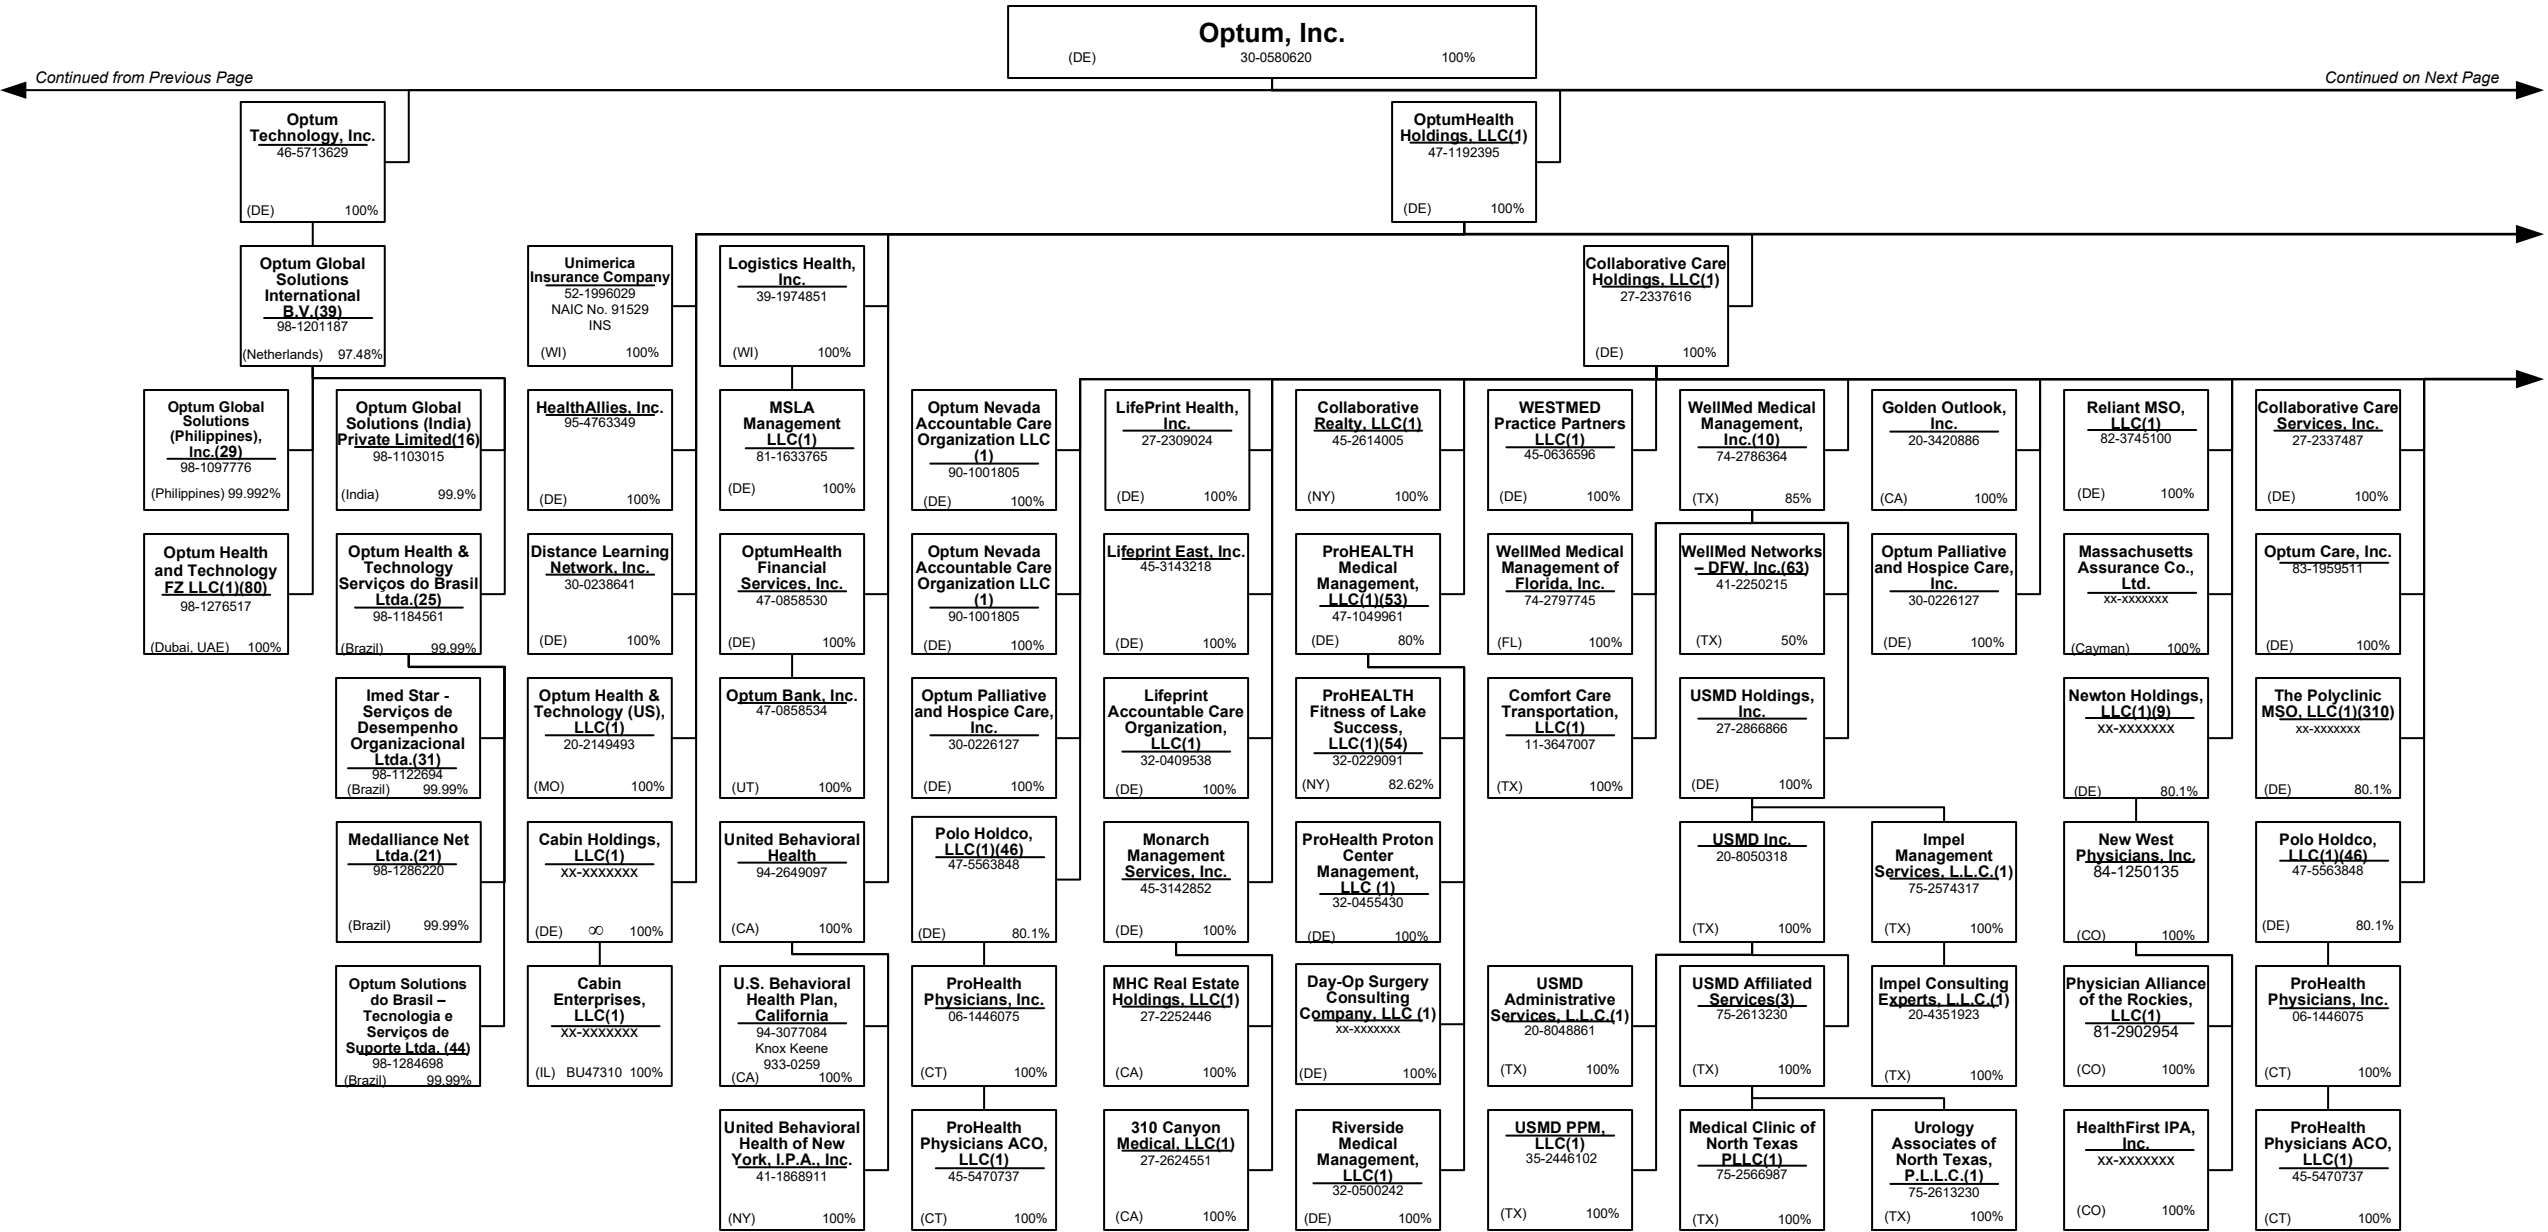 Optum, Inc.
(DE) 30-0580620 100%
Continued from Previous Page
Continued on Next Page
Optum
Technology, Inc.
46-5713629
(DE) 100%
OptumHealth
Holdings, LLC(1)
47-1192395
(DE) 100%
Optum Global
Solutions
International
B.V.(39)
98-1201187
(Netherlands) 97.48%
Unimerica
Insurance Company
52-1996029
NAIC No. 91529
INS
(WI) 100%
Logistics Health,
Inc.
39-1974851
(WI) 100%
Collaborative Care
Holdings, LLC(1)
27-2337616
(DE) 100%
Optum Global
Solutions
(Philippines),
Inc.(29)
98-1097776
(Philippines) 99.992%
Optum Global
Solutions (India)
Private Limited(16)
98-1103015
(India) 99.9%
HealthAllies, Inc.
95-4763349
(DE) 100%
MSLA
Management
LLC(1)
81-1633765
(DE) 100%
Optum Nevada
Accountable Care
Organization LLC
(1)
90-1001805
(DE) 100%
LifePrint Health,
Inc.
27-2309024
(DE) 100%
Collaborative
Realty, LLC(1)
45-2614005
(NY) 100%
WESTMED
Practice Partners
LLC(1)
45-0636596
(DE) 100%
WellMed Medical
Management,
Inc.(10)
74-2786364
(TX) 85%
Golden Outlook,
Inc.
20-3420886
(CA) 100%
Reliant MSO,
LLC(1)
82-3745100
(DE) 100%
Collaborative Care
Services, Inc.
27-2337487
(DE) 100%
Optum Health
and Technology
FZ LLC(1)(80)
98-1276517
(Dubai, UAE) 100%
Optum Health &
Technology
Serviços do Brasil
Ltda.(25)
98-1184561
(Brazil) 99.99%
Distance Learning
Network, Inc.
30-0238641
(DE) 100%
OptumHealth
Financial
Services, Inc.
47-0858530
(DE) 100%
Optum Nevada
Accountable Care
Organization LLC
(1)
90-1001805
(DE) 100%
Lifeprint East, Inc.
45-3143218
(DE) 100%
ProHEALTH
Medical
Management,
LLC(1)(53)
47-1049961
(DE) 80%
WellMed Medical
Management of
Florida, Inc.
74-2797745
(FL) 100%
WellMed Networks
– DFW, Inc.(63)
41-2250215
(TX) 50%
Optum Palliative
and Hospice Care,
Inc.
30-0226127
(DE) 100%
Massachusetts
Assurance Co.,
Ltd.
xx-xxxxxxx
(Cayman) 100%
Optum Care, Inc.
83-1959511
(DE) 100%
Imed Star -
Serviços de
Desempenho
Organizacional
Ltda.(31)
98-1122694
(Brazil) 99.99%
Optum Health &
Technology (US),
LLC(1)
20-2149493
(MO) 100%
Optum Bank, Inc.
47-0858534
(UT) 100%
Optum Palliative
and Hospice Care,
Inc.
30-0226127
(DE) 100%
Lifeprint
Accountable Care
Organization,
LLC(1)
32-0409538
(DE) 100%
ProHEALTH
Fitness of Lake
Success,
LLC(1)(54)
32-0229091
(NY) 82.62%
Comfort Care
Transportation,
LLC(1)
11-3647007
(TX) 100%
USMD Holdings,
Inc.
27-2866866
(DE) 100%
Newton Holdings,
LLC(1)(9)
xx-xxxxxxx
(DE) 80.1%
The Polyclinic
MSO, LLC(1)(310)
xx-xxxxxxx
(DE) 80.1%
Medalliance Net
Ltda.(21)
98-1286220
(Brazil) 99.99%
Cabin Holdings,
LLC(1)
xx-xxxxxxx
(DE) ∞ 100%
United Behavioral
Health
94-2649097
(CA) 100%
Polo Holdco,
LLC(1)(46)
47-5563848
(DE) 80.1%
Monarch
Management
Services, Inc.
45-3142852
(DE) 100%
ProHealth Proton
Center
Management,
LLC (1)
32-0455430
(DE) 100%
USMD Inc.
20-8050318
(TX) 100%
Impel
Management
Services, L.L.C.(1)
75-2574317
(TX) 100%
New West
Physicians, Inc.
84-1250135
(CO) 100%
Polo Holdco,
LLC(1)(46)
47-5563848
(DE) 80.1%
Optum Solutions
do Brasil –
Tecnologia e
Serviços de
Suporte Ltda. (44)
98-1284698
(Brazil) 99.99%
Cabin
Enterprises,
LLC(1)
xx-xxxxxxx
(IL) BU47310 100%
U.S. Behavioral
Health Plan,
California
94-3077084
Knox Keene
933-0259
(CA) 100%
ProHealth
Physicians, Inc.
06-1446075
(CT) 100%
MHC Real Estate
Holdings, LLC(1)
27-2252446
(CA) 100%
Day-Op Surgery
Consulting
Company, LLC (1)
xx-xxxxxxx
(DE) 100%
USMD
Administrative
Services, L.L.C.(1)
20-8048861
(TX) 100%
USMD Affiliated
Services(3)
75-2613230
(TX) 100%
Impel Consulting
Experts, L.L.C.(1)
20-4351923
(TX) 100%
Physician Alliance
of the Rockies,
LLC(1)
81-2902954
(CO) 100%
ProHealth
Physicians, Inc.
06-1446075
(CT) 100%
United Behavioral
Health of New
York, I.P.A., Inc.
41-1868911
(NY) 100%
ProHealth
Physicians ACO,
LLC(1)
45-5470737
(CT) 100%
310 Canyon
Medical, LLC(1)
27-2624551
(CA) 100%
Riverside
Medical
Management,
LLC(1)
32-0500242
(DE) 100%
USMD PPM,
LLC(1)
35-2446102
(TX) 100%
Medical Clinic of
North Texas
PLLC(1)
75-2566987
(TX) 100%
Urology
Associates of
North Texas,
P.L.L.C.(1)
75-2613230
(TX) 100%
HealthFirst IPA,
Inc.
xx-xxxxxxx
(CO) 100%
ProHealth
Physicians ACO,
LLC(1)
45-5470737
(CT) 100%